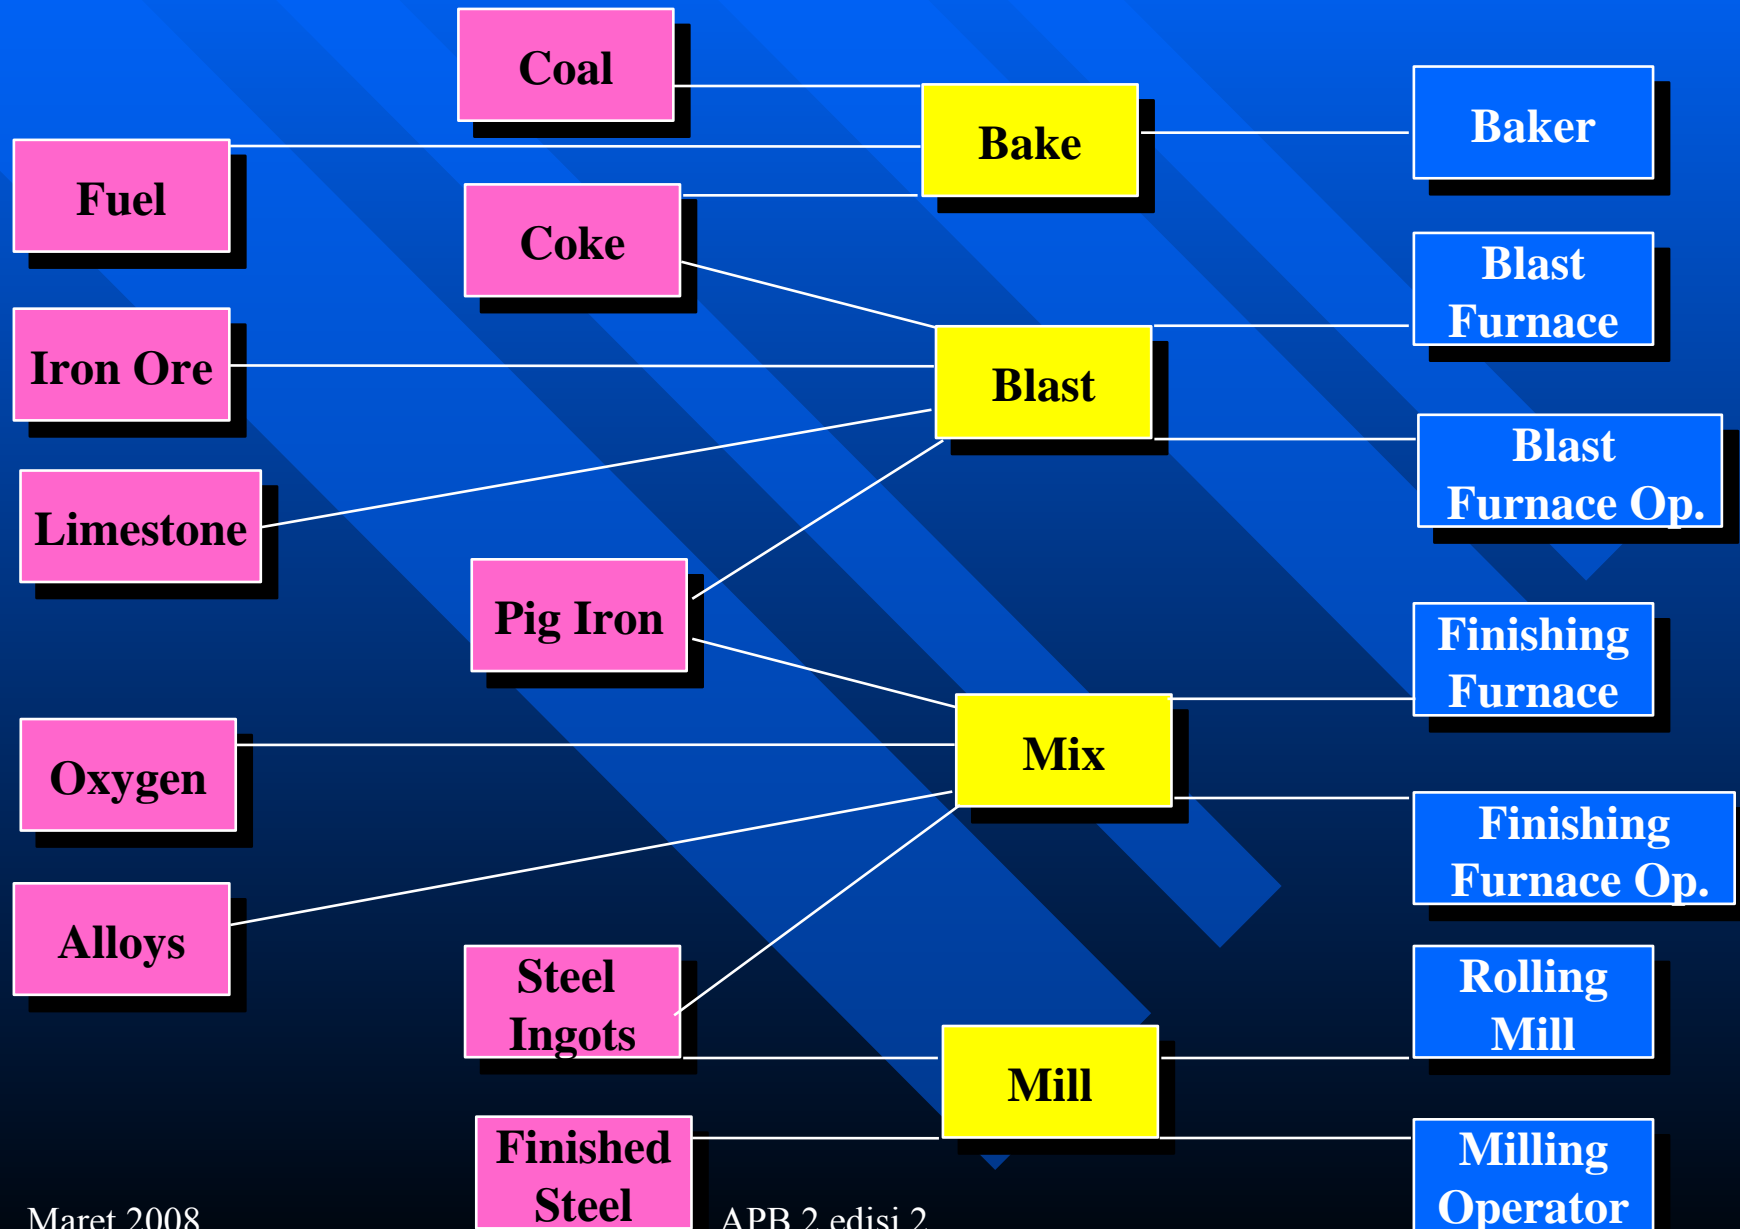 Coal
Bake
Baker
Fuel
Coke
Blast
Furnace
Iron Ore
Blast
Blast
Furnace Op.
Limestone
Pig Iron
Finishing
Furnace
Mix
Oxygen
Finishing
Furnace Op.
Alloys
Steel
Ingots
Rolling
Mill
Mill
Finished
Steel
Milling
Operator
Maret 2008
APB 2 edisi 2